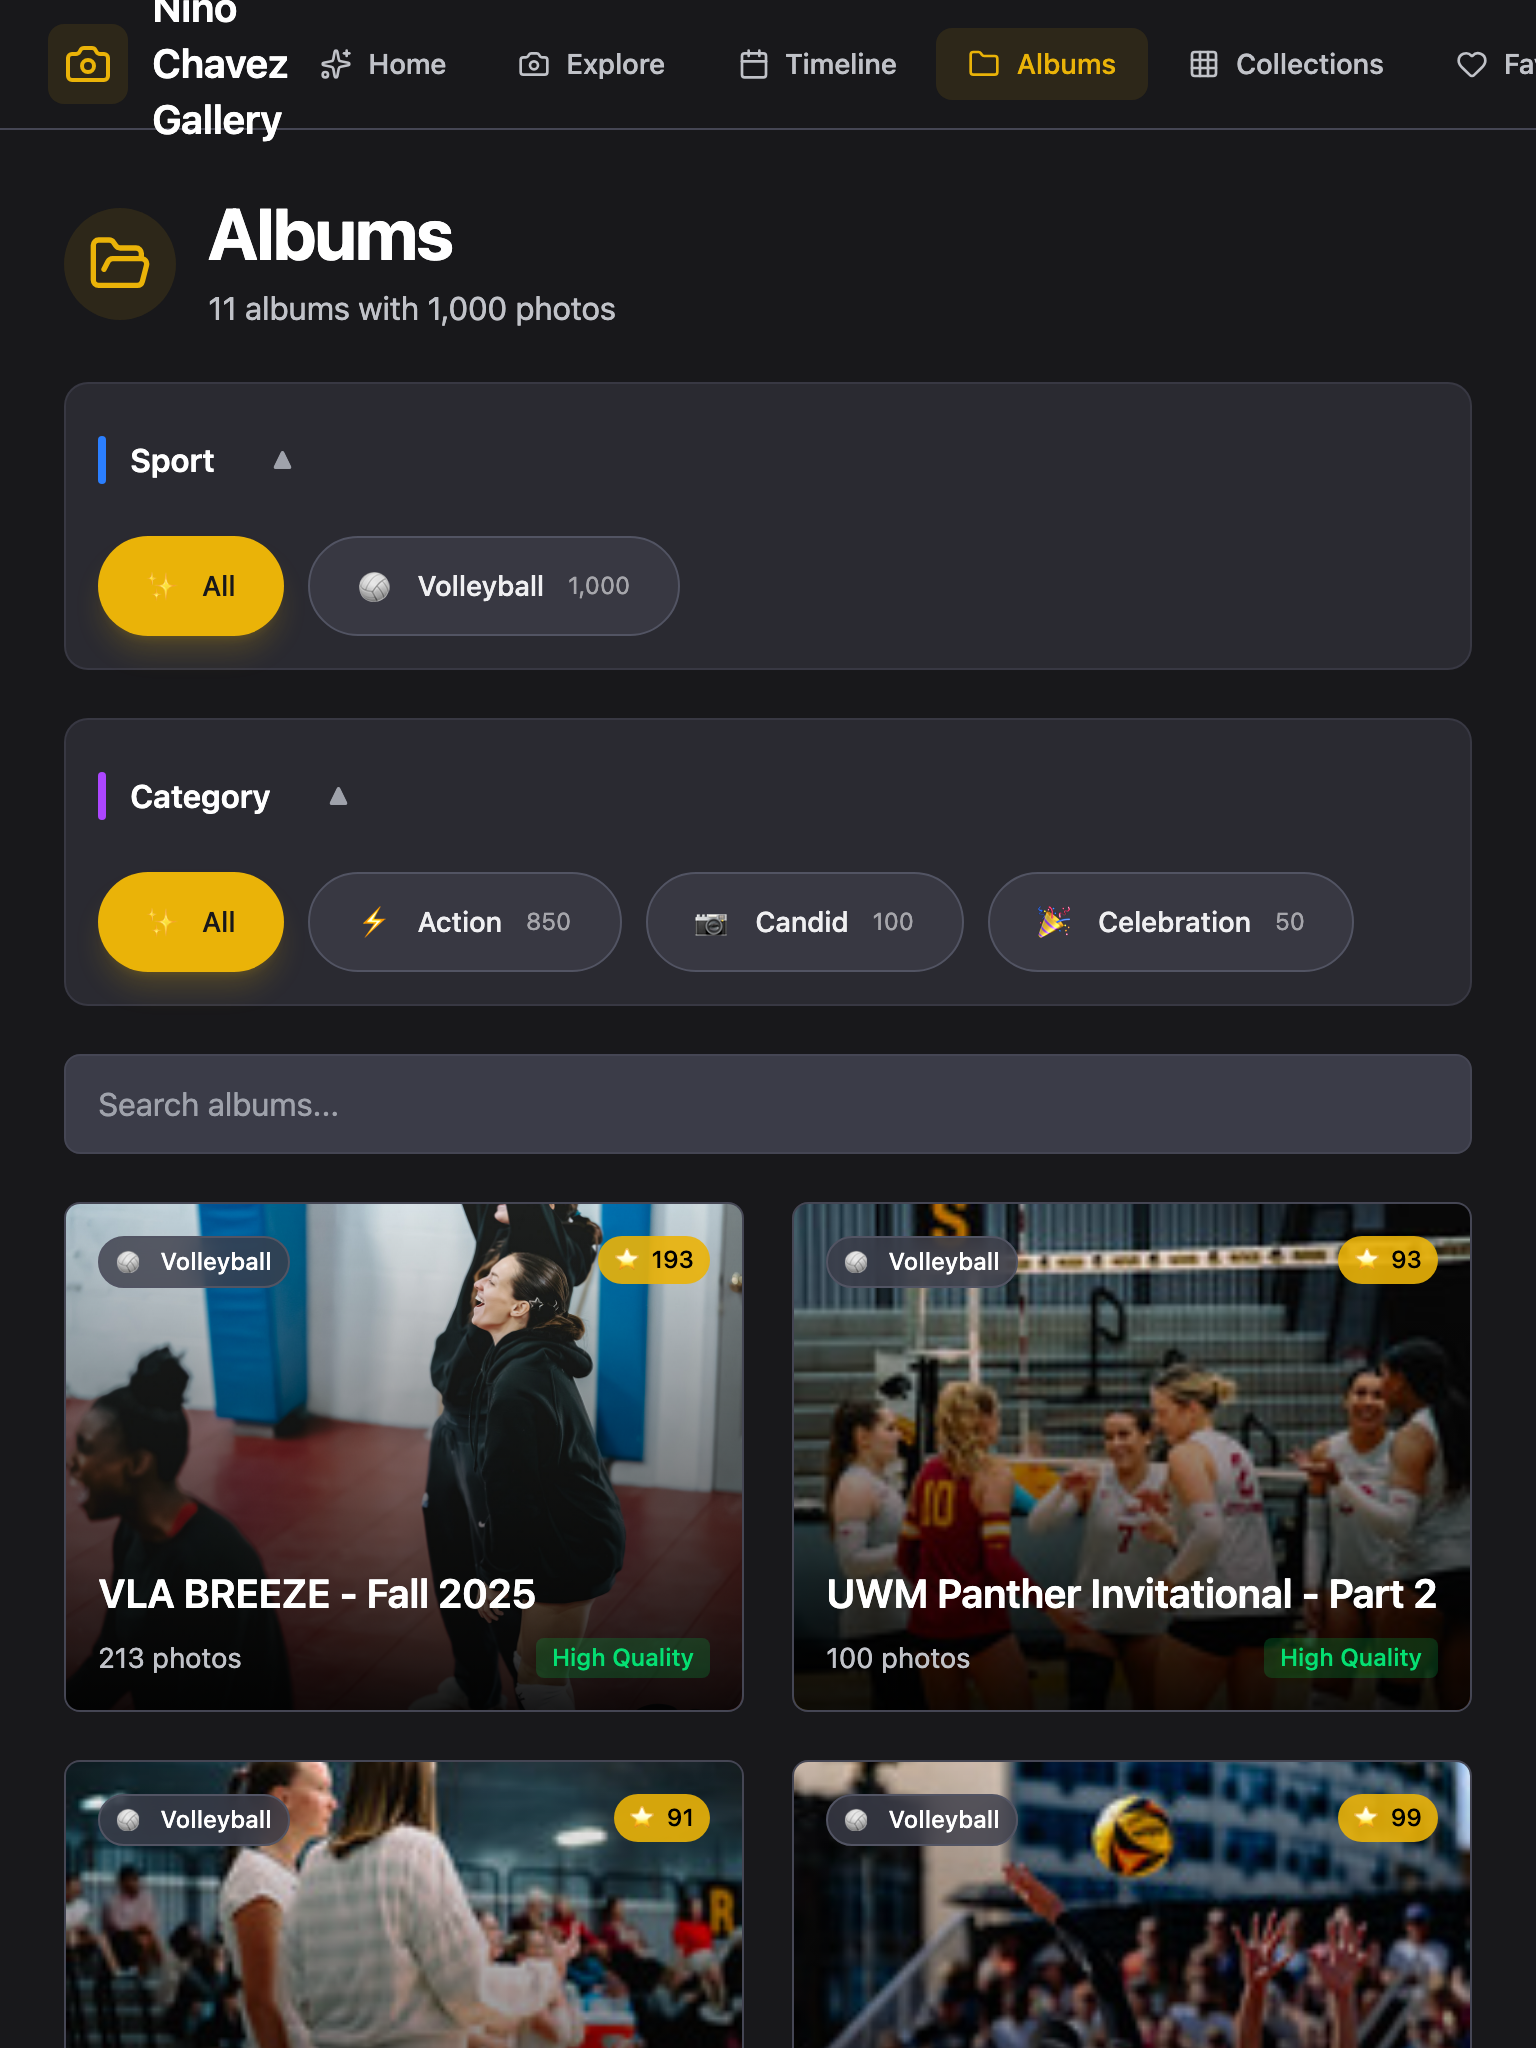 Nino
Chavez
Gallery
Home
Explore
Timeline
Albums
Collections
Albums
11 albums with 1,000 photos
Sport
All
Volleyball 1,000
Category
All
Action 850
Candid 100
Celebration 50
Search albums...
Volleyball
193
VLA BREEZE - Fall 2025
213 photos
High Quality
Volleyball
93
S
10
7
UWM Panther Invitational - Part 2
100 photos
High Quality
Volleyball
91
R
Volleyball
99